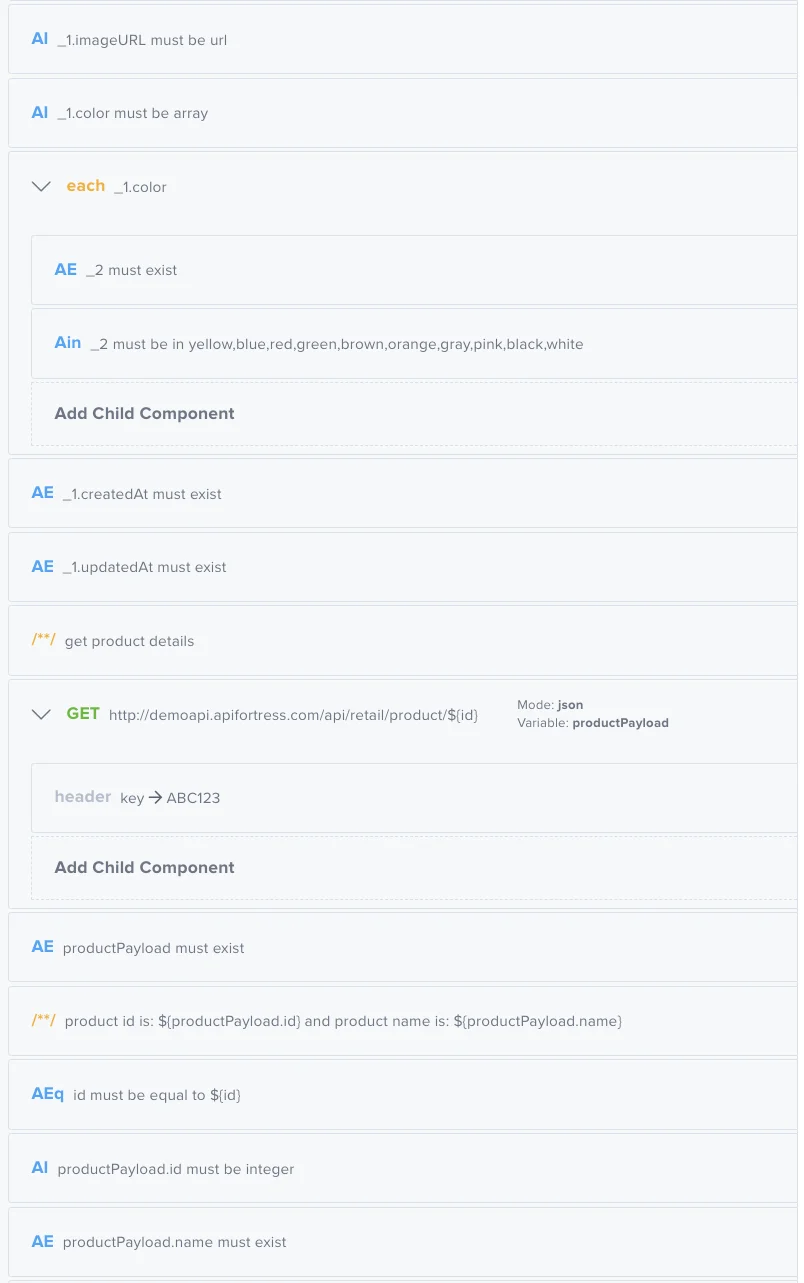 AI _1.imageURL must be url
AI _1.color must be array
each _1.color
AE _2 must exist
Ain _2 must be in yellow,blue,red,green,brown,orange,gray,pink,black,white
Add Child Component
AE _1.createdAt must exist
AE _1.updatedAt must exist
/**/ get product details
GET http://demoapi.apifortress.com/api/retail/product/${id}
Mode: json
Variable: productPayload
header key → ABC123
Add Child Component
AE productPayload must exist
/**/ product id is: ${productPayload.id} and product name is: ${productPayload.name}
AEq id must be equal to ${id}
AI productPayload.id must be integer
AE productPayload.name must exist